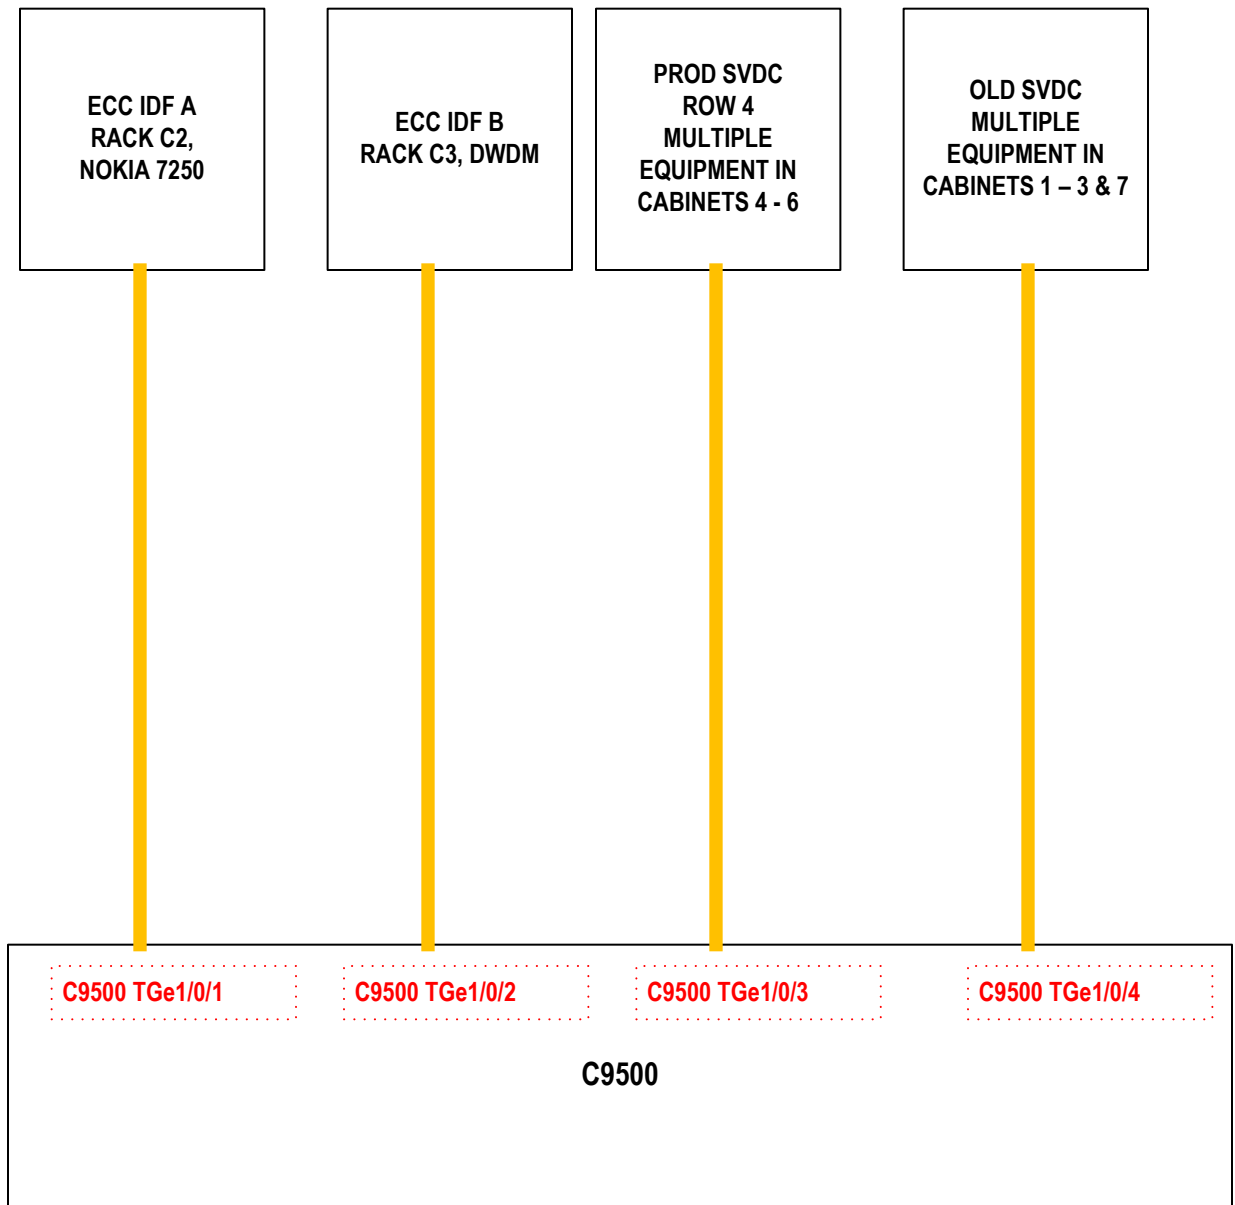 ECC IDF A
RACK C2,
NOKIA 7250
ECC IDF B
RACK C3, DWDM
PROD SVDC
ROW 4
MULTIPLE
EQUIPMENT IN
CABINETS 4 - 6
OLD SVDC
MULTIPLE
EQUIPMENT IN
CABINETS 1 – 3 & 7
C9500 TGe1/0/1
C9500 TGe1/0/2
C9500 TGe1/0/3
C9500 TGe1/0/4
C9500